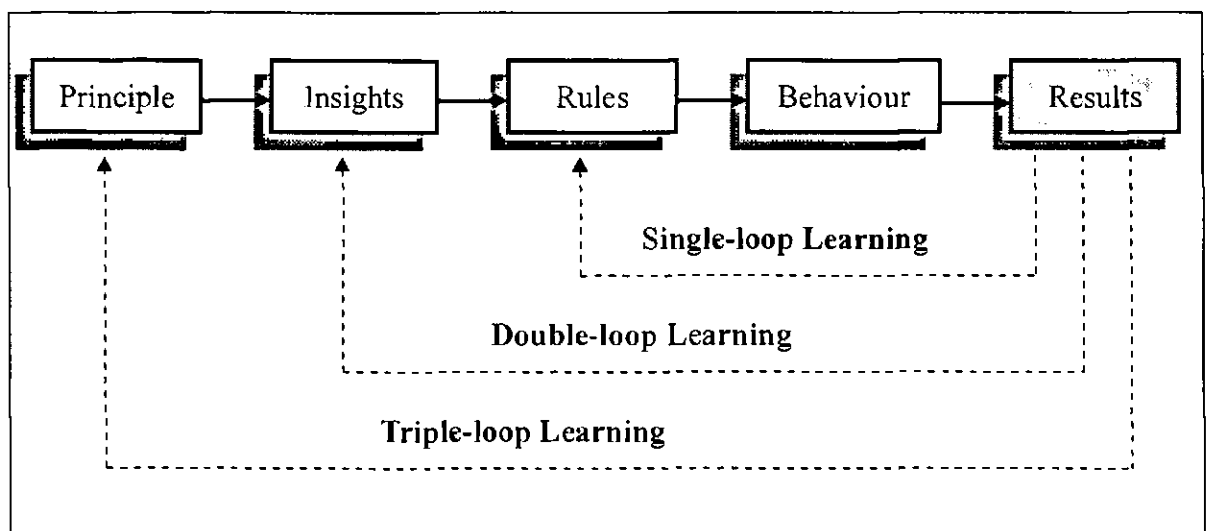 Principle Insights Rules Behaviour Results
Single-loop Learning
Double-loop Learning
Triple-loop Learning